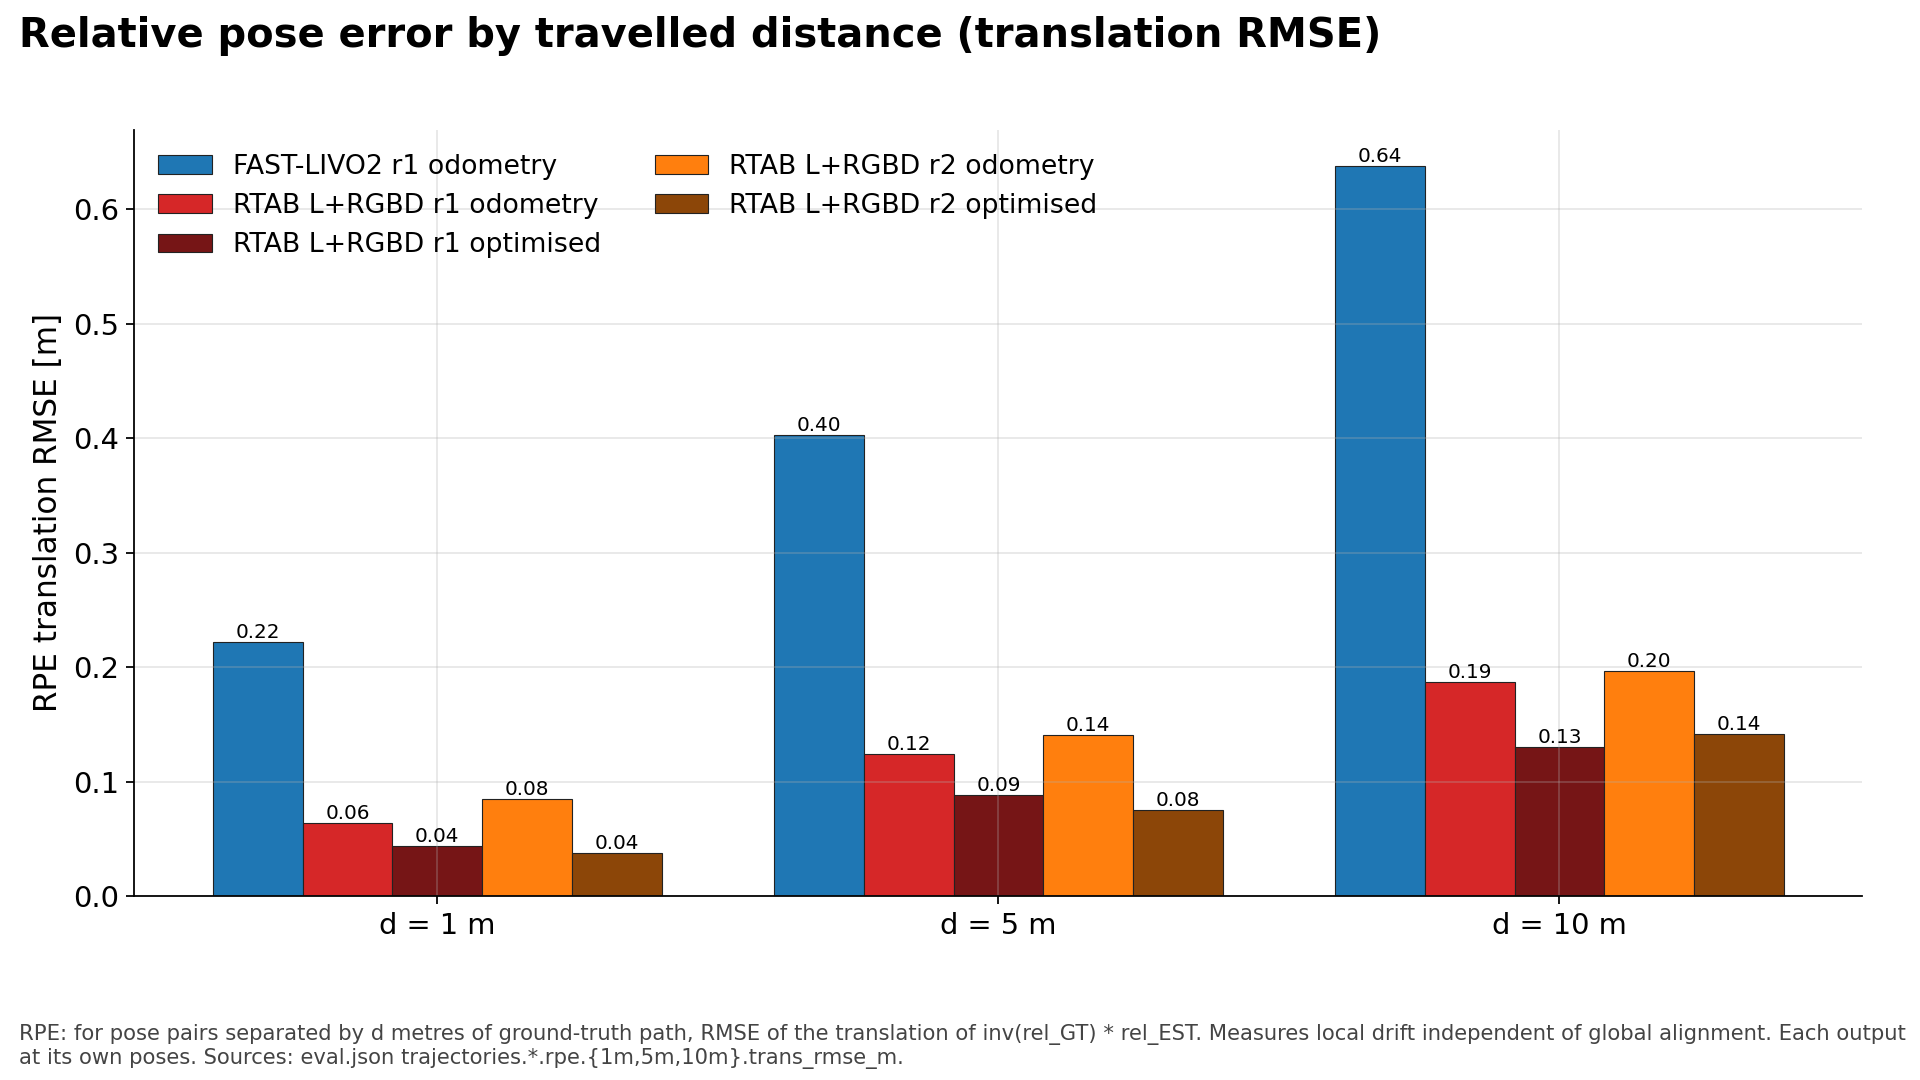 Relative pose error by travelled distance (translation RMSE)
FAST-LIVO2 r1 odometry
RTAB L+RGBD r1 odometry
RTAB L+RGBD r1 optimised
RTAB L+RGBD r2 odometry
RTAB L+RGBD r2 optimised
RPE translation RMSE [m]
0.6
0.5
0.4
0.3
0.2
0.1
0.0
0.22
0.06
0.04
0.08
0.04
0.40
0.12
0.09
0.14
0.08
0.64
0.19
0.13
0.20
0.14
d = 1 m
d = 5 m
d = 10 m
RPE: for pose pairs separated by d metres of ground-truth path, RMSE of the translation of inv(rel_GT) * rel_EST. Measures local drift independent of global alignment. Each output
at its own poses. Sources: eval.json trajectories.*.rpe.{1m,5m,10m}.trans_rmse_m.